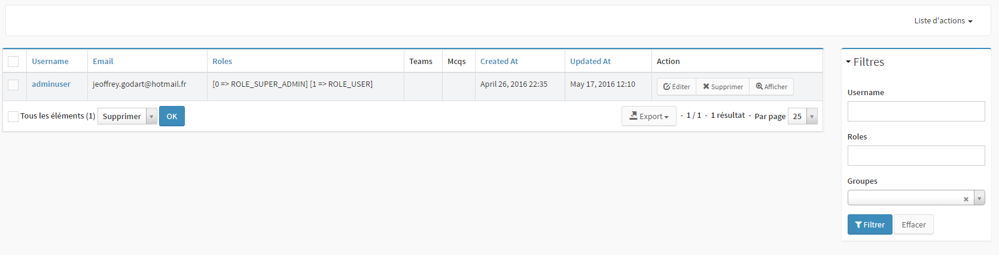 Liste d'actions
Username Email Roles Teams Mcqs Created At Updated At Action
adminuser jeoffrey.godart@hotmail.fr [0 => ROLE_SUPER_ADMIN] [1 => ROLE_USER] April 26, 2016 22:35 May 17, 2016 12:10 Éditer Supprimer Afficher
Tous les éléments (1) Supprimer OK Export - 1 / 1 - 1 résultat - Par page 25
Filtres
Username
Roles
Groupes
Filtrer Effacer